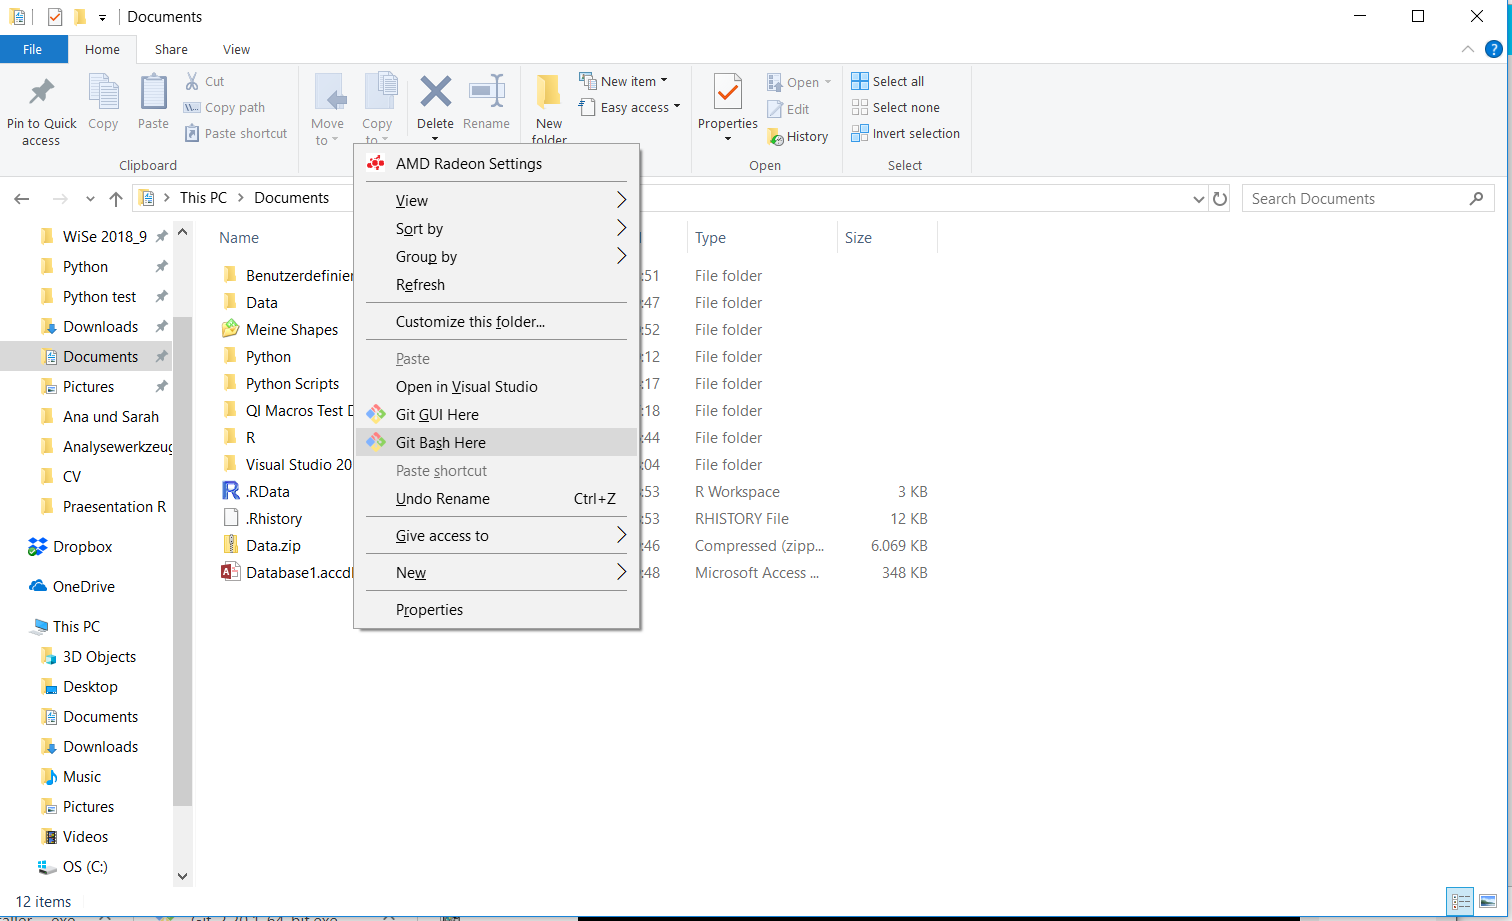 Documents
File Home Share View
Pin to Quick access
Copy
Paste
Cut
Copy path
Paste shortcut
Clipboard
Move to
Copy to
Delete
Rename
New folder
New item
Easy access
Properties
Open
Edit
History
Open
Select all
Select none
Invert selection
Select
This PC > Documents
Search Documents
WiSe 2018_9
Python
Python test
Downloads
Documents
Pictures
Ana und Sarah
Analysewerkzeug
CV
Praesentation R
Dropbox
OneDrive
This PC
3D Objects
Desktop
Documents
Downloads
Music
Pictures
Videos
OS (C:)
Name Type Size
Benutzerdefinier :51 File folder
Data :47 File folder
Meine Shapes :52 File folder
Python :12 File folder
Python Scripts :17 File folder
QI Macros Test D :18 File folder
R :44 File folder
Visual Studio 20 :04 File folder
.RData :53 R Workspace 3 KB
.Rhistory :53 RHISTORY File 12 KB
Data.zip :46 Compressed (zipp... 6.069 KB
Database1.accd :48 Microsoft Access ... 348 KB
AMD Radeon Settings
View
Sort by
Group by
Refresh
Customize this folder...
Paste
Open in Visual Studio
Git GUI Here
Git Bash Here
Paste shortcut
Undo Rename Ctrl+Z
Give access to
New
Properties
12 items